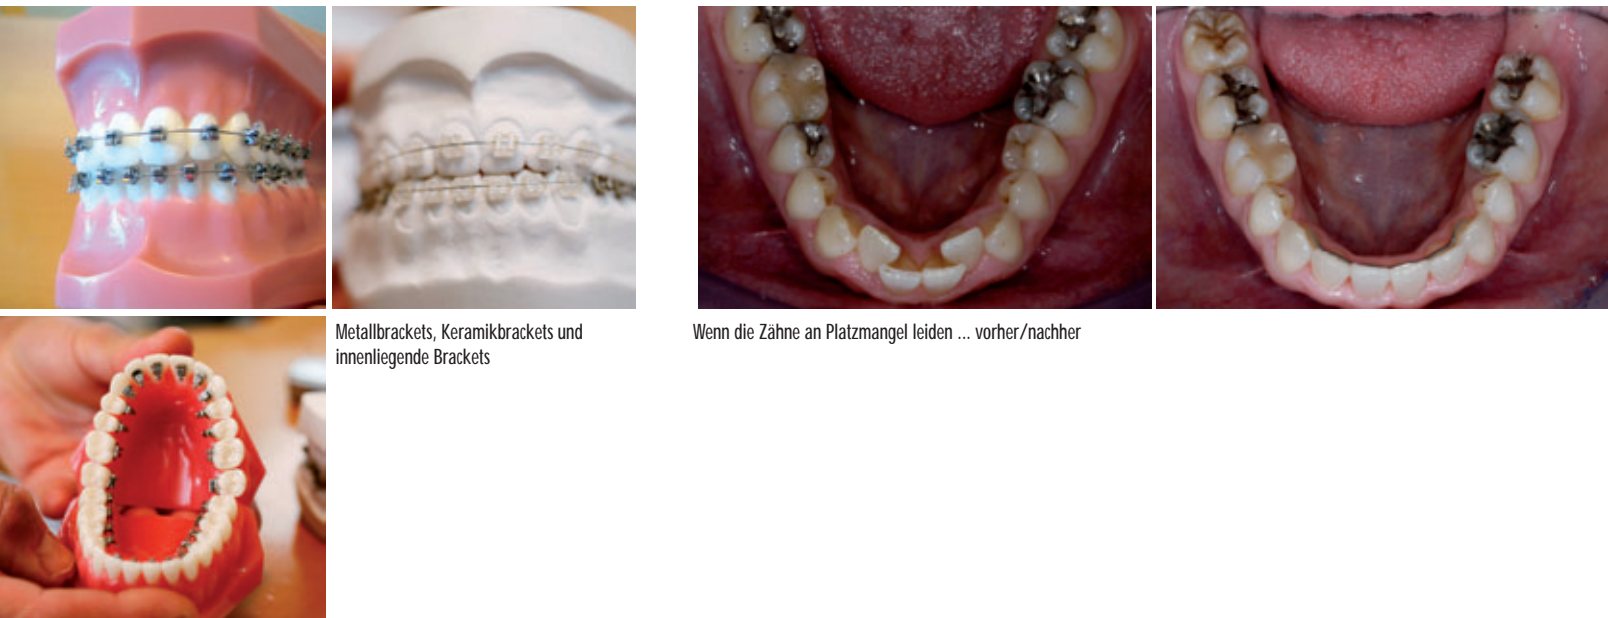 Metallbrackets, Keramikbrackets und
innenliegende Brackets
Wenn die Zähne an Platzmangel leiden ... vorher/nachher